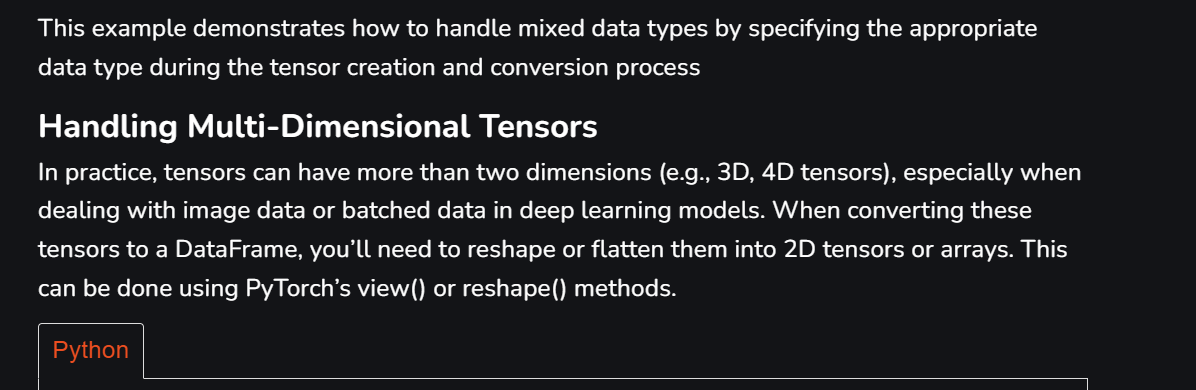 This example demonstrates how to handle mixed data types by specifying the appropriate
data type during the tensor creation and conversion process
Handling Multi-Dimensional Tensors
In practice, tensors can have more than two dimensions (e.g., 3D, 4D tensors), especially when
dealing with image data or batched data in deep learning models. When converting these
tensors to a DataFrame, you’ll need to reshape or flatten them into 2D tensors or arrays. This
can be done using PyTorch’s view() or reshape() methods.
Python